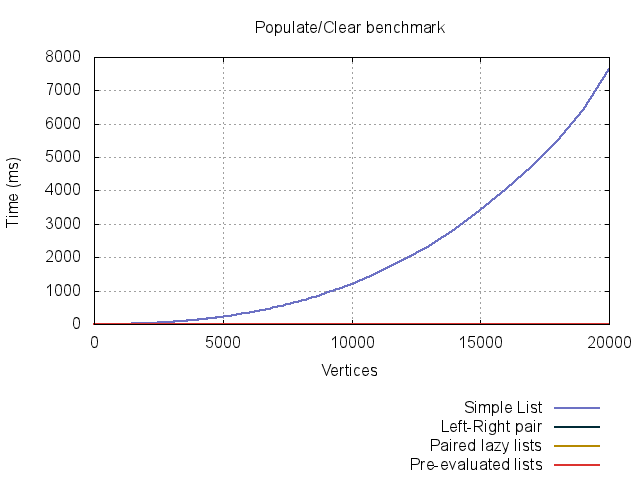 Populate/Clear benchmark
8000
7000
6000
5000
4000
3000
2000
1000
0
Time (ms)
0 5000 10000 15000 20000
Vertices
Simple List
Left-Right pair
Paired lazy lists
Pre-evaluated lists